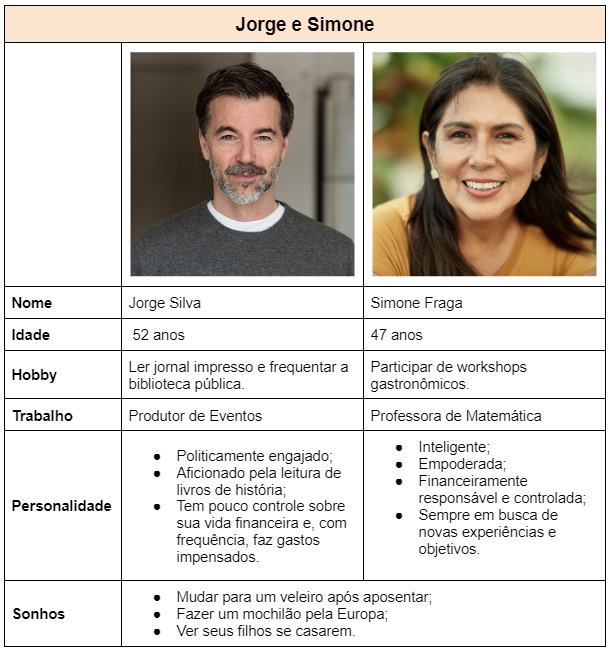 Jorge e Simone
Nome
Jorge Silva
Simone Fraga
Idade
52 anos
47 anos
Hobby
Ler jornal impresso e frequentar a
biblioteca pública.
Participar de workshops
gastronômicos.
Trabalho
Produtor de Eventos
Professora de Matemática
Personalidade
● Politicamente engajado;
● Aficionado pela leitura de
livros de história;
● Tem pouco controle sobre
sua vida financeira e, com
frequência, faz gastos
impensados.
● Inteligente;
● Empoderada;
● Financeiramente
responsável e controlada;
● Sempre em busca de
novas experiências e
objetivos.
Sonhos
● Mudar para um veleiro após aposentar;
● Fazer um mochilão pela Europa;
● Ver seus filhos se casarem.